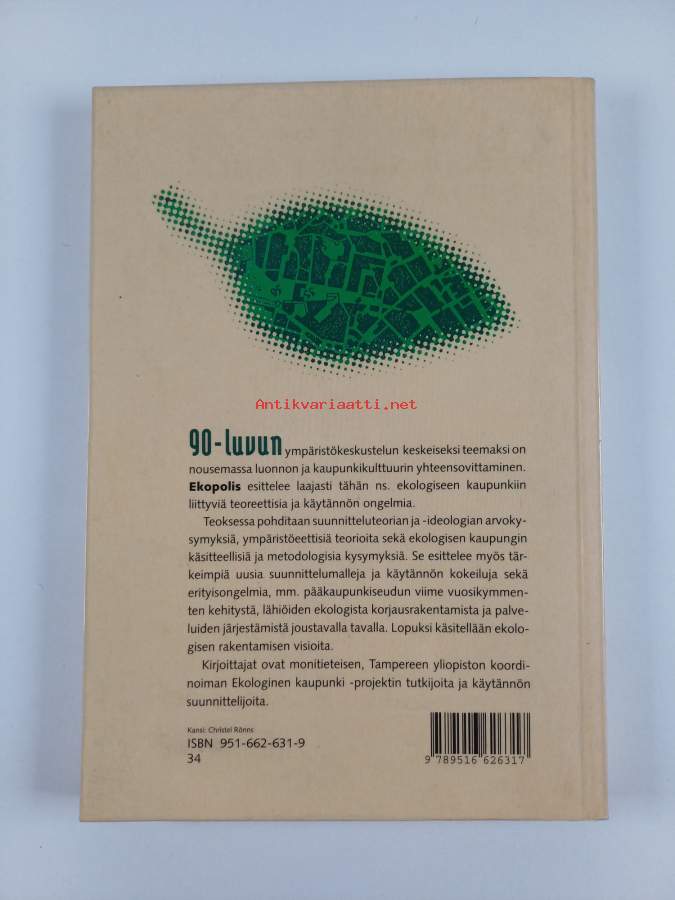 Antikvariaatti.net
90-luvun ympäristökeskustelun keskeiseksi teemaksi on
nousemassa luonnon ja kaupunkikulttuurin yhteensovittaminen.
Ekopolis esittelee laajasti tähän ns. ekologiseen kaupunkiin
liittyviä teoreettisia ja käytännön ongelmia.
Teoksessa pohditaan suunnitteluteorian ja -ideologian arvoky-
symyksiä, ympäristöeettisiä teorioita sekä ekologisen kaupungin
käsitteellisiä ja metodologisia kysymyksiä. Se esittelee myös tär-
keimpiä uusia suunnittelumalleja ja käytännön kokeiluja sekä
erityisongelmia, mm. pääkaupunkiseudun viime vuosikymmen-
ten kehitystä, lähiöiden ekologista korjausrakentamista ja palve-
luiden järjestämistä joustavalla tavalla. Lopuksi käsitellään ekolo-
gisen rakentamisen visioita.
Kirjoittajat ovat monitieteisen, Tampereen yliopiston koordi-
noiman Ekologinen kaupunki -projektin tutkijoita ja käytännön
suunnittelijoita.
Kansi: Christel Rönns
ISBN 951-662-631-9
34
9 789516 626317